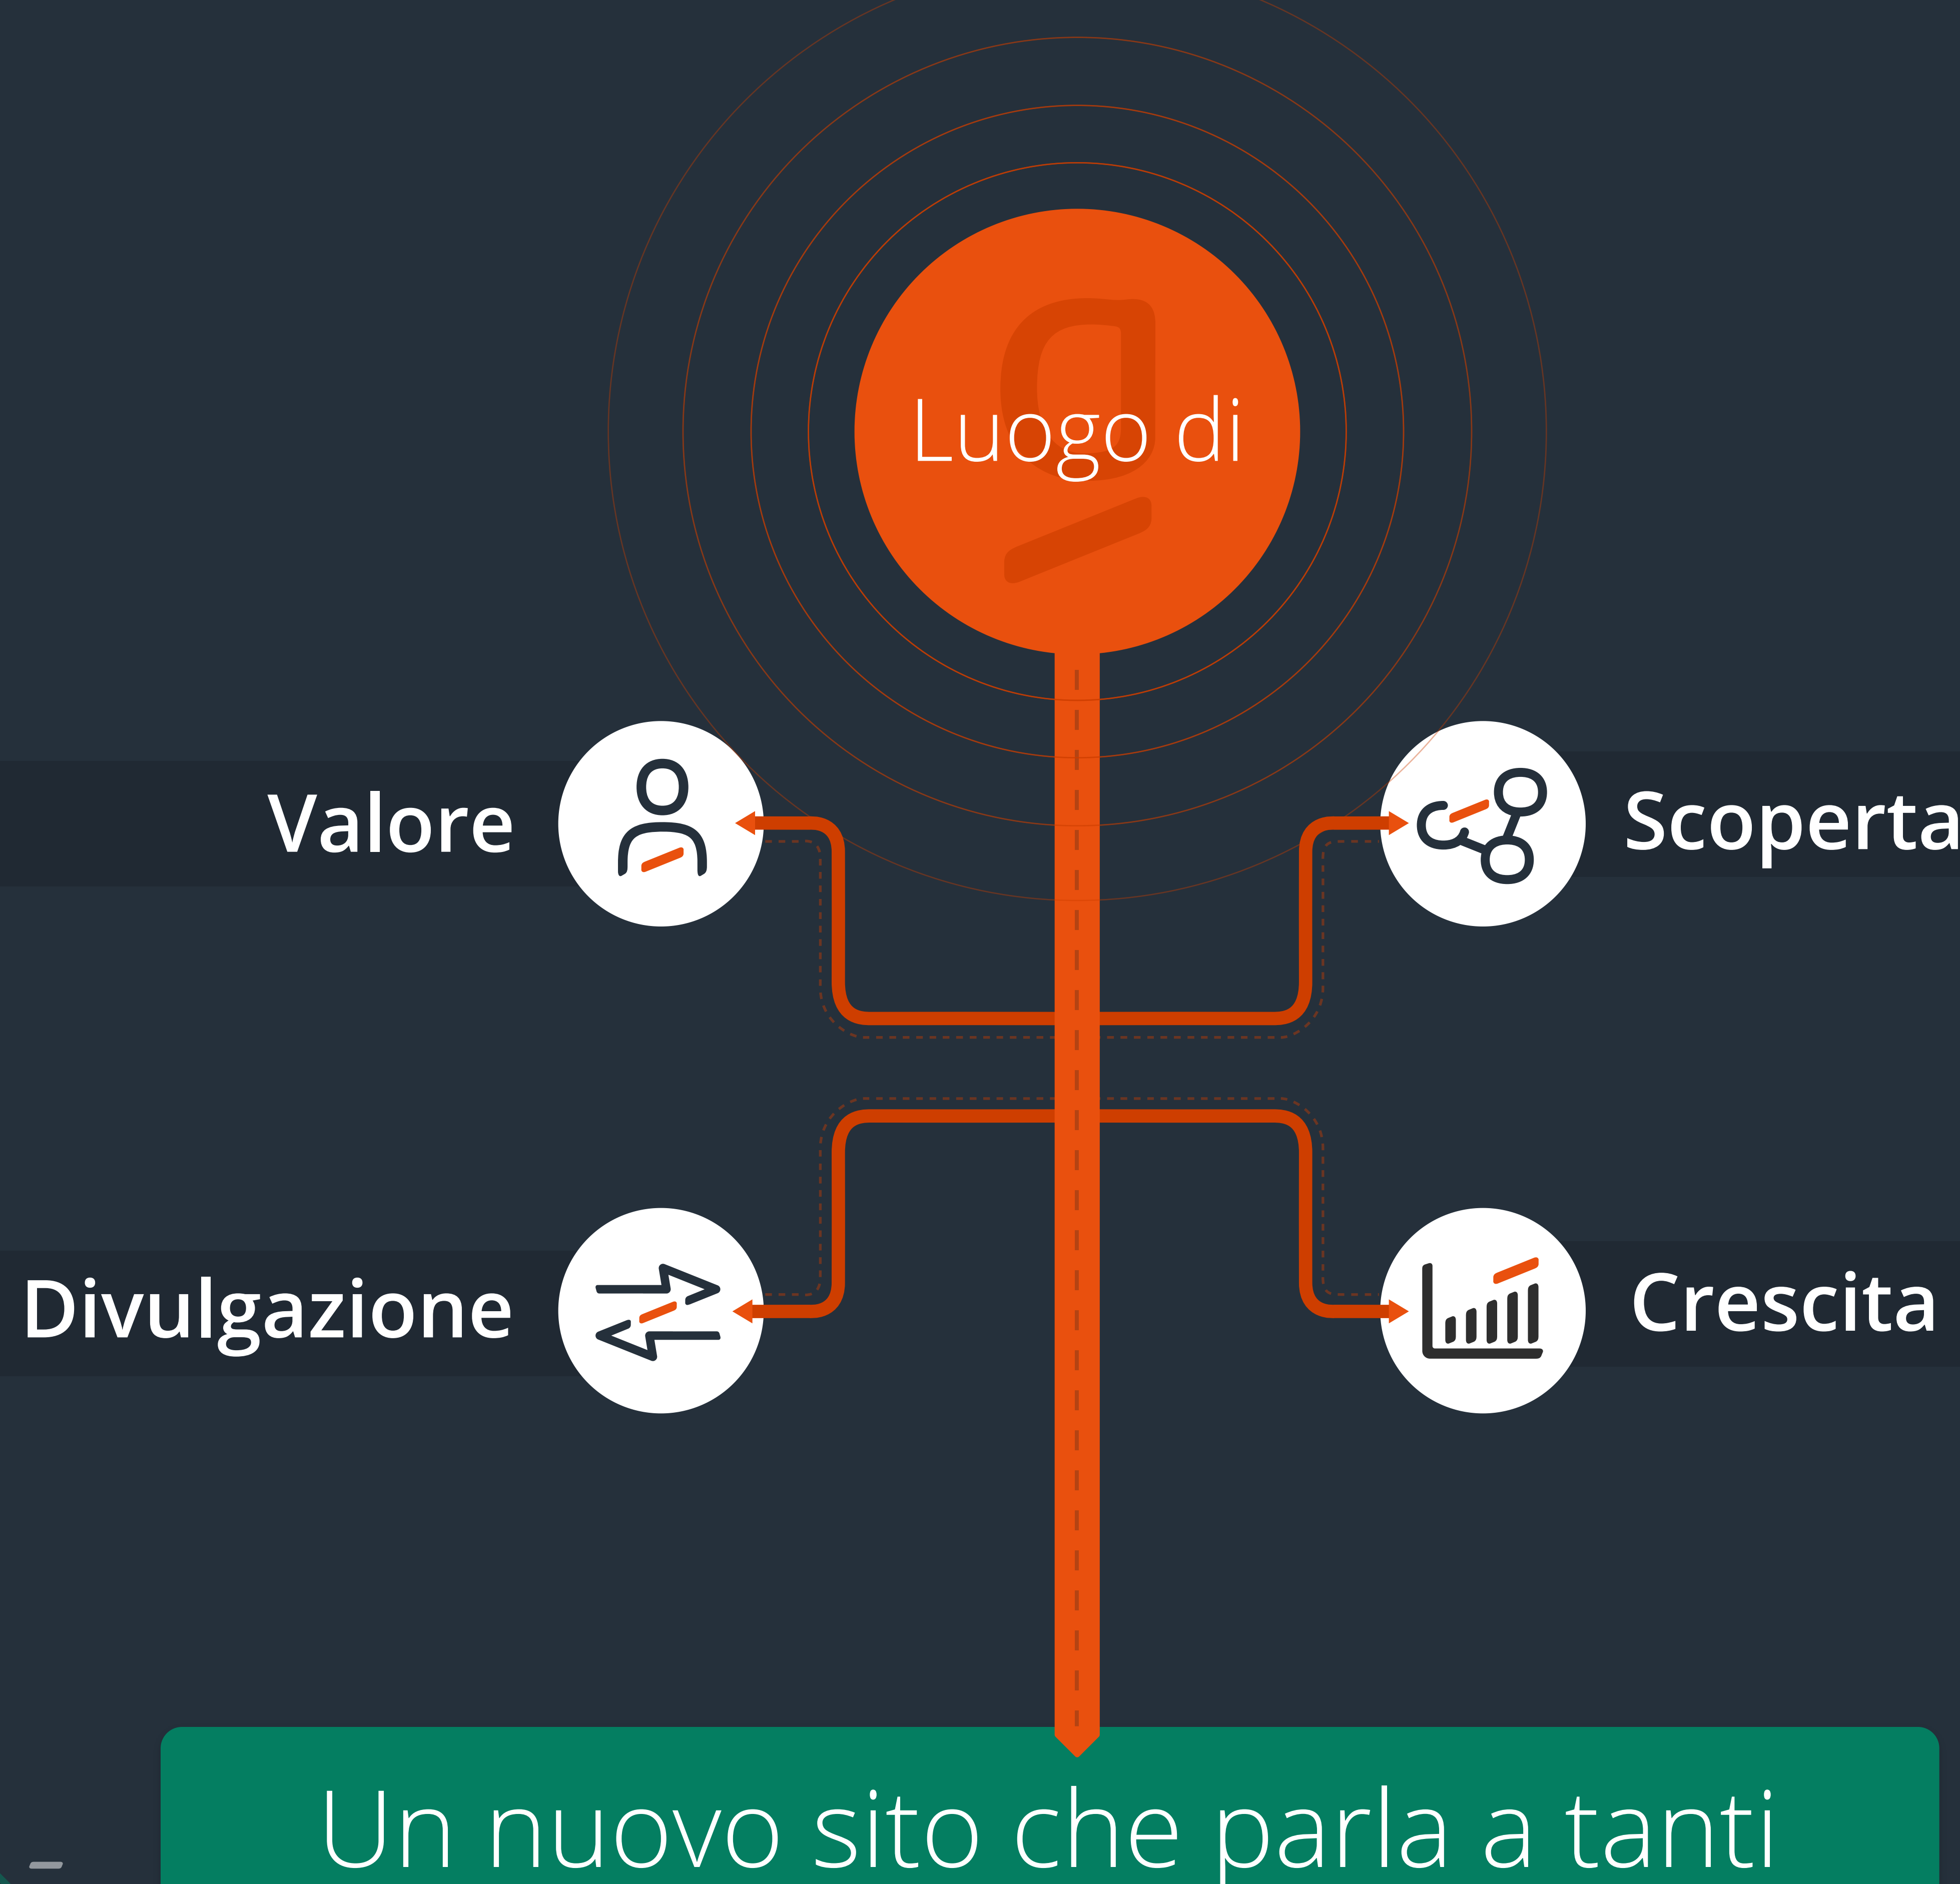 Luogo di
Valore
Scoperta
Divulgazione
Crescita
Un nuovo sito che parla a tanti